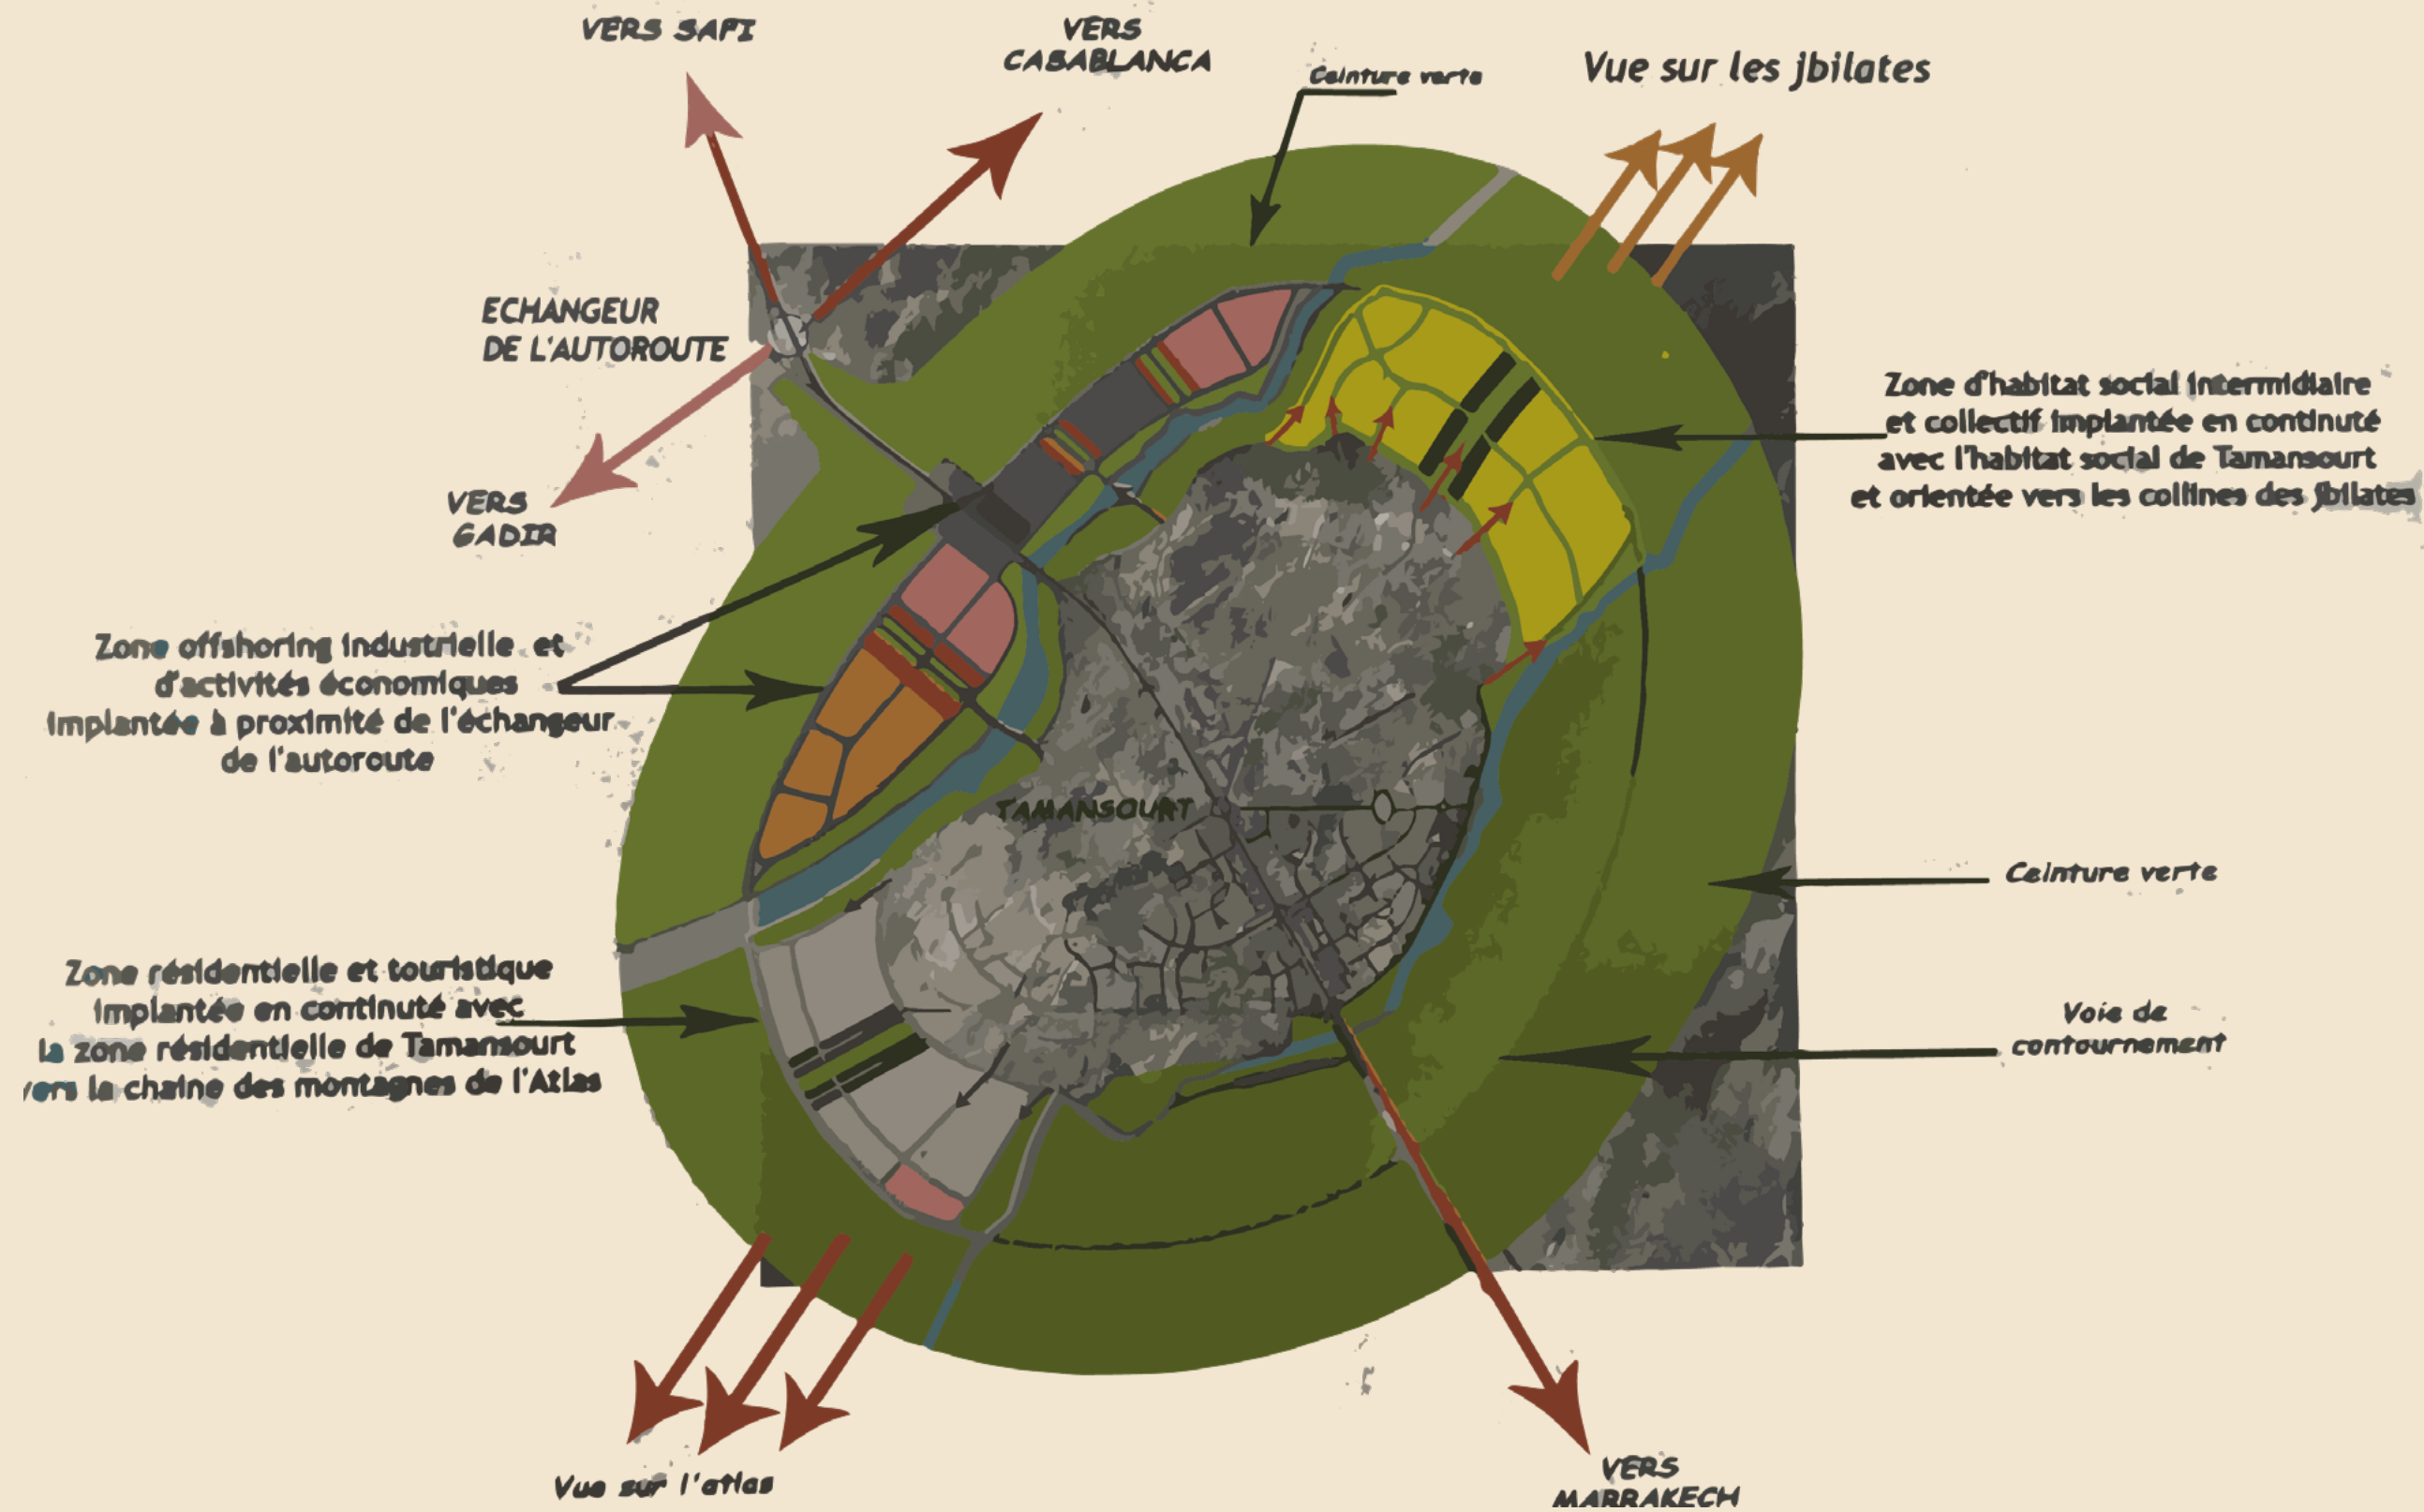 VERS SAFI
VERS
CASABLANCA
Ceinture verte
Vue sur les jbilates
ECHANGEUR
DE L'AUTOROUTE
VERS
GADIR
Zone d'habitat social intermidiaire
et collectif implantée en continuté
avec l'habitat social de Tamansourt
et orientée vers les collines des jbilates
Zone offshoring industrielle et
d'activités économiques
implantée à proximité de l'échangeur
de l'autoroute
TAMANSOURT
Ceinture verte
Zone résidentielle et touristique
implantée en continuté avec
la zone résidentielle de Tamansourt
vers la chaine des montagnes de l'Atlas
Voie de
contournement
Vue sur l'atlas
VERS
MARRAKECH